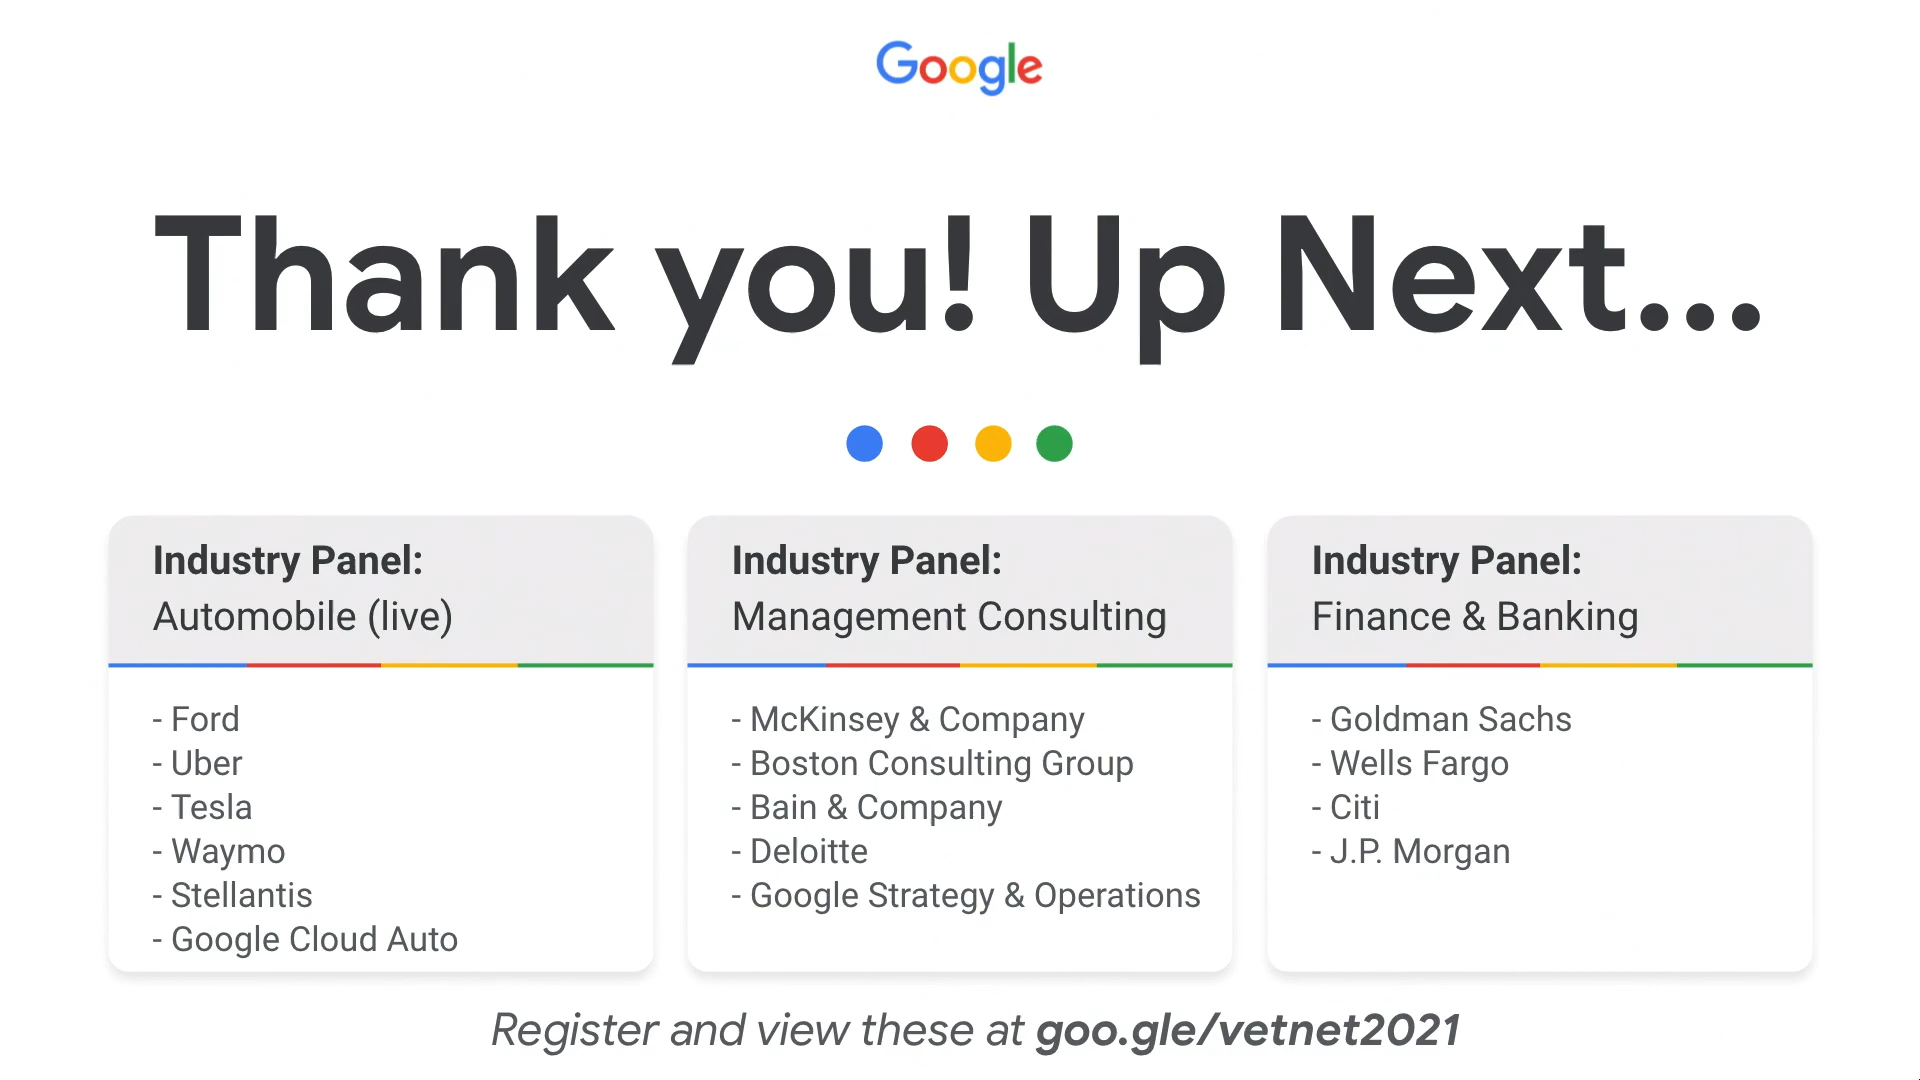 Google
Thank you! Up Next...
Industry Panel:
Automobile (live)
- Ford
- Uber
- Tesla
- Waymo
- Stellantis
- Google Cloud Auto
Industry Panel:
Management Consulting
- McKinsey & Company
- Boston Consulting Group
- Bain & Company
- Deloitte
- Google Strategy & Operations
Industry Panel:
Finance & Banking
- Goldman Sachs
- Wells Fargo
- Citi
- J.P. Morgan
Register and view these at goo.gle/vetnet2021